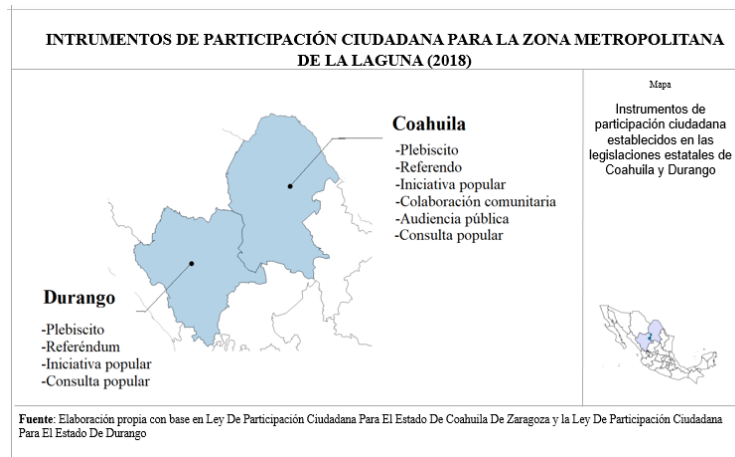 INTRUMENTOS DE PARTICIPACIÓN CIUDADANA PARA LA ZONA METROPOLITANA
DE LA LAGUNA (2018)
Coahuila
-Plebiscito
-Referendo
-Iniciativa popular
-Colaboración comunitaria
-Audiencia pública
-Consulta popular
Durango
-Plebiscito
-Referéndum
-Iniciativa popular
-Consulta popular
Mapa
Instrumentos de
participación ciudadana
establecidos en las
legislaciones estatales de
Coahuila y Durango
Fuente: Elaboración propia con base en Ley De Participación Ciudadana Para El Estado De Coahuila De Zaragoza y la Ley De Participación Ciudadana
Para El Estado De Durango